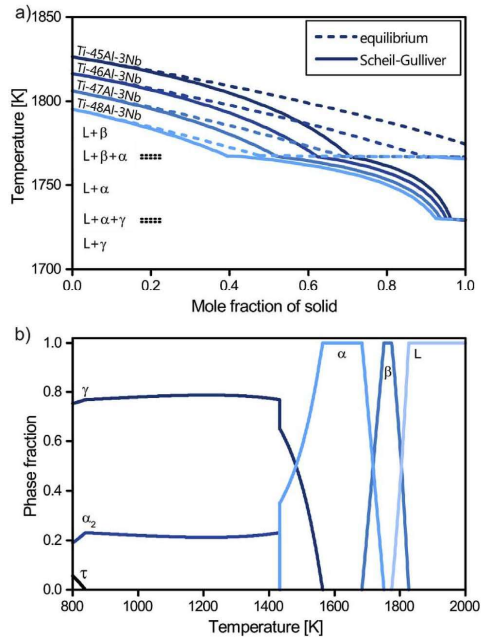 a)
1850
1800
1750
1700
Temperature [K]
equilibrium
Scheil-Gulliver
Ti-45Al-3Nb
Ti-46Al-3Nb
Ti-47Al-3Nb
Ti-48Al-3Nb
L+β
L+β+α
L+α
L+α+γ
L+γ
0.0 0.2 0.4 0.6 0.8 1.0
Mole fraction of solid
b)
1.0
0.8
0.6
0.4
0.2
0.0
Phase fraction
γ
α₂
τ
α
β
L
800 1000 1200 1400 1600 1800 2000
Temperature [K]